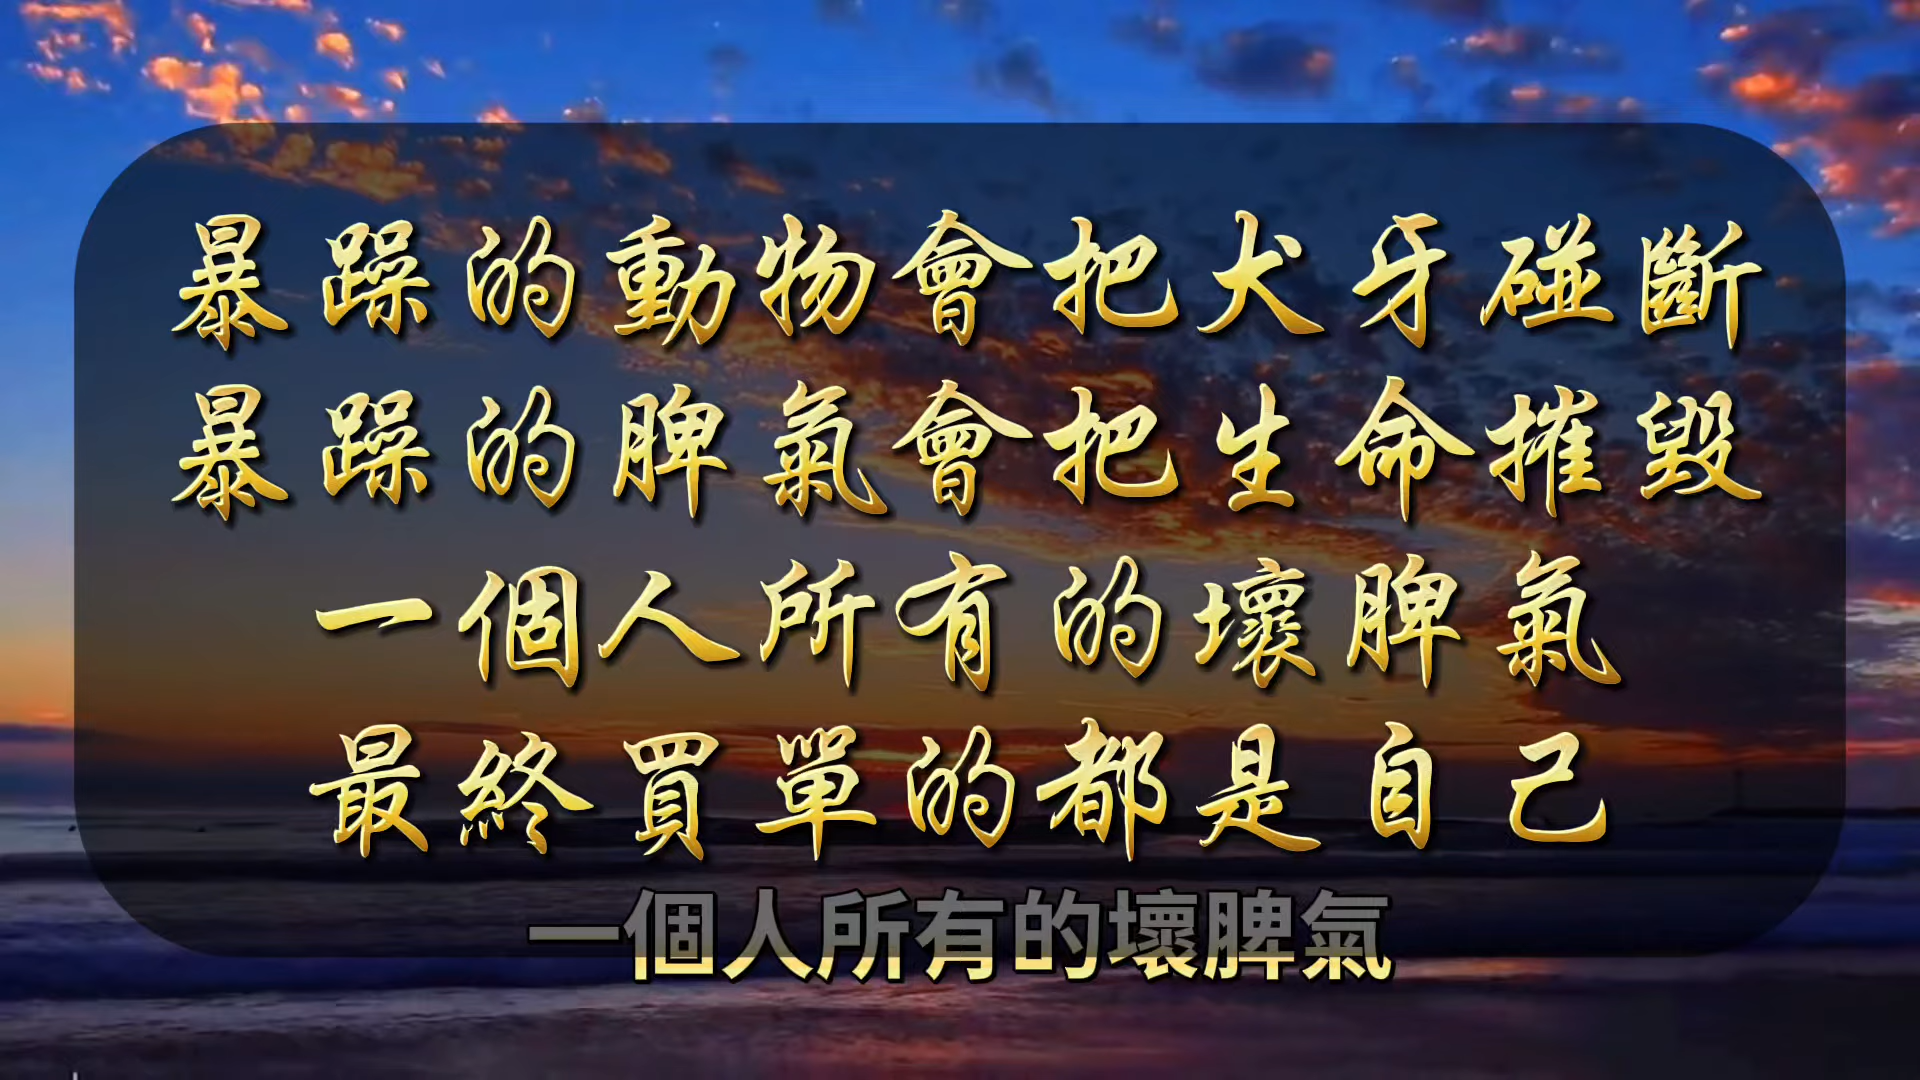 暴躁的動物會把犬牙碰斷
暴躁的脾氣會把生命摧毀
一個人所有的壞脾氣
最終買單的都是自己
一個人所有的壞脾氣